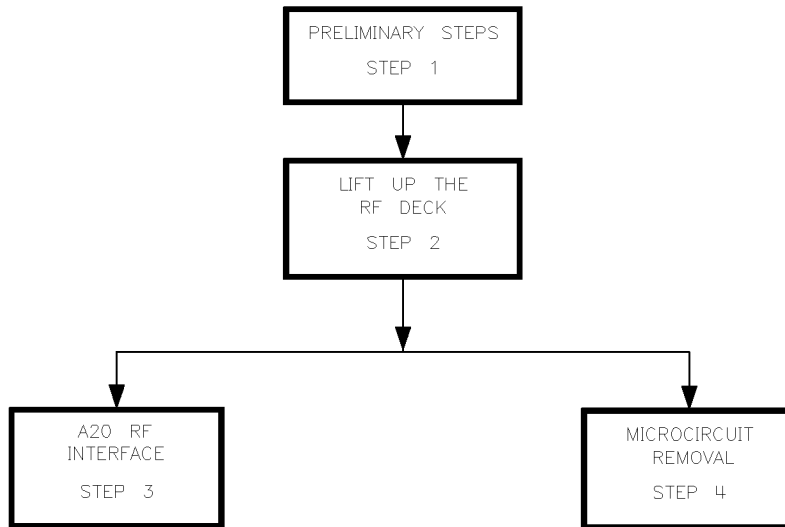 PRELIMINARY STEPS
STEP 1
LIFT UP THE
RF DECK
STEP 2
A20 RF
INTERFACE
STEP 3
MICROCIRCUIT
REMOVAL
STEP 4